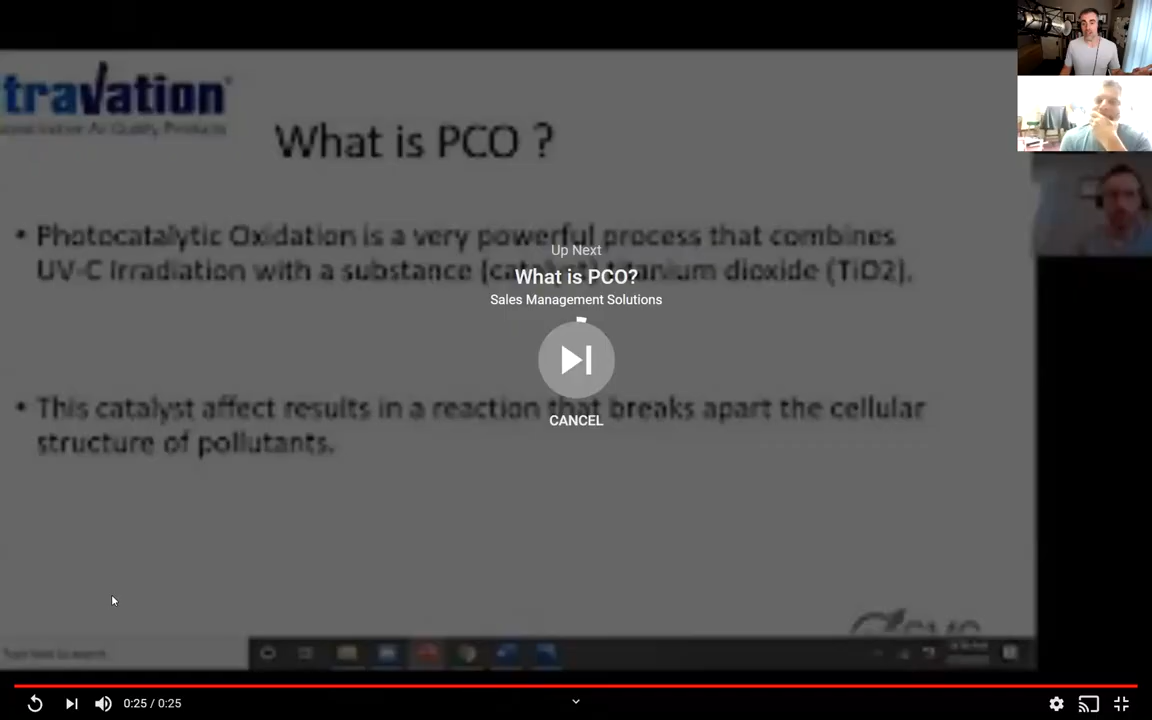 travation
What is PCO ?
• Photocatalytic Oxidation is a very powerful process that combines
UV-C Irradiation with a substance (catalyst) titanium dioxide (TiO2).
Up Next
What is PCO?
Sales Management Solutions
• This catalyst affect results in a reaction that breaks apart the cellular
structure of pollutants.
CANCEL
0:25 / 0:25